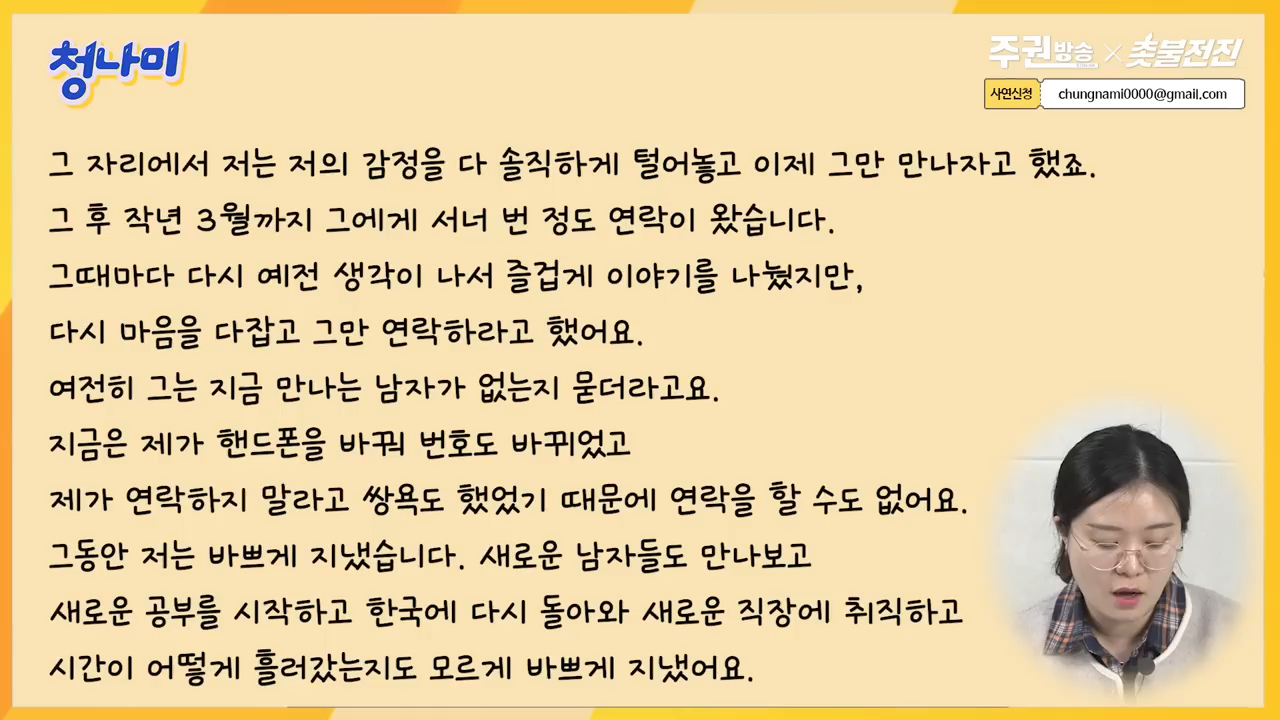 청나미
주권방송 × 촛불전진
사연신청 chungnami0000@gmail.com
그 자리에서 저는 저의 감정을 다 솔직하게 털어놓고 이제 그만 만나자고 했죠.
그 후 작년 3월까지 그에게 서너 번 정도 연락이 왔습니다.
그때마다 다시 예전 생각이 나서 즐겁게 이야기를 나눴지만,
다시 마음을 다잡고 그만 연락하라고 했어요.
여전히 그는 지금 만나는 남자가 없는지 묻더라고요.
지금은 제가 핸드폰을 바꿔 번호도 바뀌었고
제가 연락하지 말라고 쌍욕도 했었기 때문에 연락을 할 수도 없어요.
그동안 저는 바쁘게 지냈습니다. 새로운 남자들도 만나보고
새로운 공부를 시작하고 한국에 다시 돌아와 새로운 직장에 취직하고
시간이 어떻게 흘러갔는지도 모르게 바쁘게 지냈어요.